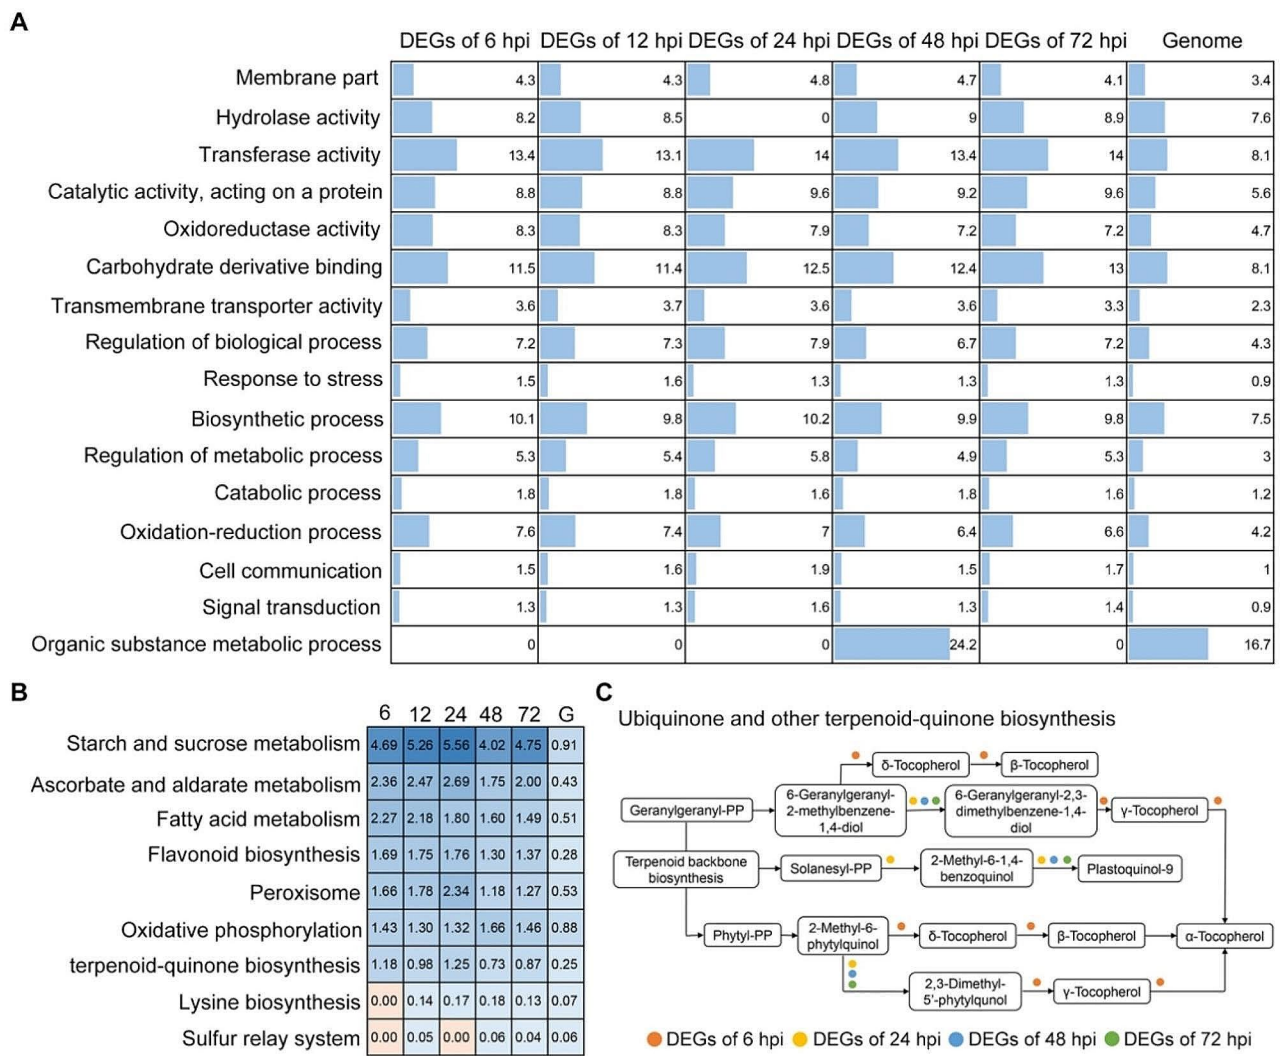 A
DEGs of 6 hpi DEGs of 12 hpi DEGs of 24 hpi DEGs of 48 hpi DEGs of 72 hpi Genome
Membrane part 4.3 4.3 4.8 4.7 4.1 3.4
Hydrolase activity 8.2 8.5 0 9 8.9 7.6
Transferase activity 13.4 13.1 14 13.4 14 8.1
Catalytic activity, acting on a protein 8.8 8.8 9.6 9.2 9.6 5.6
Oxidoreductase activity 8.3 8.3 7.9 7.2 7.2 4.7
Carbohydrate derivative binding 11.5 11.4 12.5 12.4 13 8.1
Transmembrane transporter activity 3.6 3.7 3.6 3.6 3.3 2.3
Regulation of biological process 7.2 7.3 7.9 6.7 7.2 4.3
Response to stress 1.5 1.6 1.3 1.3 1.3 0.9
Biosynthetic process 10.1 9.8 10.2 9.9 9.8 7.5
Regulation of metabolic process 5.3 5.4 5.8 4.9 5.3 3
Catabolic process 1.8 1.8 1.6 1.8 1.6 1.2
Oxidation-reduction process 7.6 7.4 7 6.4 6.6 4.2
Cell communication 1.5 1.6 1.9 1.5 1.7 1
Signal transduction 1.3 1.3 1.6 1.3 1.4 0.9
Organic substance metabolic process 0 0 0 24.2 0 16.7
B
6 12 24 48 72 G
Starch and sucrose metabolism 4.69 5.26 5.56 4.02 4.75 0.91
Ascorbate and aldarate metabolism 2.36 2.47 2.69 1.75 2.00 0.43
Fatty acid metabolism 2.27 2.18 1.80 1.60 1.49 0.51
Flavonoid biosynthesis 1.69 1.75 1.76 1.30 1.37 0.28
Peroxisome 1.66 1.78 2.34 1.18 1.27 0.53
Oxidative phosphorylation 1.43 1.30 1.32 1.66 1.46 0.88
terpenoid-quinone biosynthesis 1.18 0.98 1.25 0.73 0.87 0.25
Lysine biosynthesis 0.00 0.14 0.17 0.18 0.13 0.07
Sulfur relay system 0.00 0.05 0.00 0.06 0.04 0.06
C
Ubiquinone and other terpenoid-quinone biosynthesis
δ-Tocopherol β-Tocopherol
Geranylgeranyl-PP
6-Geranylgeranyl-
2-methylbenzene-
1,4-diol
6-Geranylgeranyl-2,3-
dimethylbenzene-1,4-
diol
γ-Tocopherol
Terpenoid backbone
biosynthesis
Solanesyl-PP
2-Methyl-6-1,4-
benzoquinol
Plastoquinol-9
Phytyl-PP
2-Methyl-6-
phytylquinol
δ-Tocopherol
β-Tocopherol
α-Tocopherol
2,3-Dimethyl-
5'-phytylqunol
γ-Tocopherol
DEGs of 6 hpi DEGs of 24 hpi DEGs of 48 hpi DEGs of 72 hpi